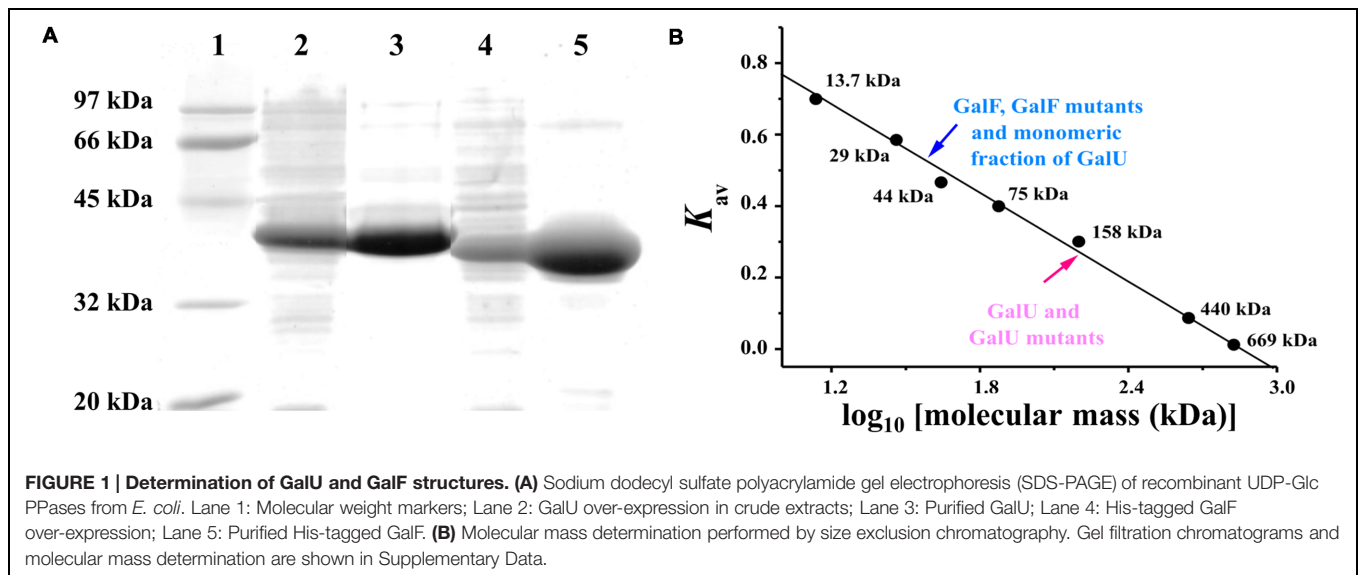 A
1 2 3 4 5
97 kDa
66 kDa
45 kDa
32 kDa
20 kDa
B
0.8
0.6
0.4
0.2
0.0
K av
13.7 kDa
29 kDa
44 kDa
75 kDa
158 kDa
440 kDa
669 kDa
GalF, GalF mutants
and monomeric
fraction of GalU
GalU and
GalU mutants
1.2 1.8 2.4 3.0
log10 [molecular mass (kDa)]
FIGURE 1 | Determination of GalU and GalF structures. (A) Sodium dodecyl sulfate polyacrylamide gel electrophoresis (SDS-PAGE) of recombinant UDP-Glc
PPases from E. coli. Lane 1: Molecular weight markers; Lane 2: GalU over-expression in crude extracts; Lane 3: Purified GalU; Lane 4: His-tagged GalF
over-expression; Lane 5: Purified His-tagged GalF. (B) Molecular mass determination performed by size exclusion chromatography. Gel filtration chromatograms and
molecular mass determination are shown in Supplementary Data.